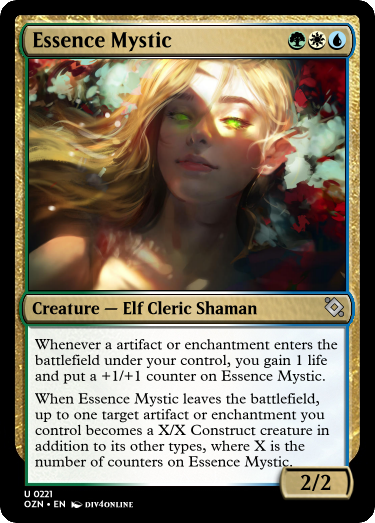 Essence Mystic
Creature — Elf Cleric Shaman
Whenever a artifact or enchantment enters the
battlefield under your control, you gain 1 life
and put a +1/+1 counter on Essence Mystic.
When Essence Mystic leaves the battlefield,
up to one target artifact or enchantment you
control becomes a X/X Construct creature in
addition to its other types, where X is the
number of counters on Essence Mystic.
2/2
U 0221
OZN • EN DIV4ONLINE